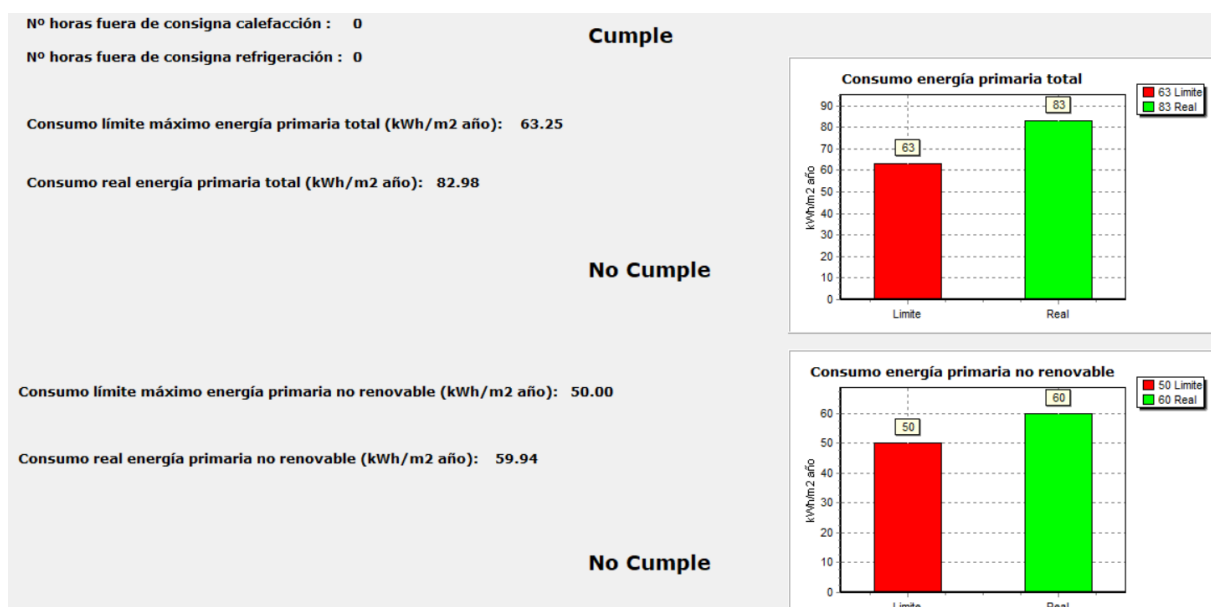 Nº horas fuera de consigna calefacción : 0
Cumple
Nº horas fuera de consigna refrigeración : 0
Consumo límite máximo energía primaria total (kWh/m2 año): 63.25
Consumo real energía primaria total (kWh/m2 año): 82.98
No Cumple
Consumo energía primaria total
63 Limite
83 Real
kWh/m2 año
90
80
70
60
50
40
30
20
10
0
63
83
Limite Real
Consumo límite máximo energía primaria no renovable (kWh/m2 año): 50.00
Consumo real energía primaria no renovable (kWh/m2 año): 59.94
No Cumple
Consumo energía primaria no renovable
50 Limite
60 Real
kWh/m2 año
60
50
40
30
20
10
0
50
60
Limite Real